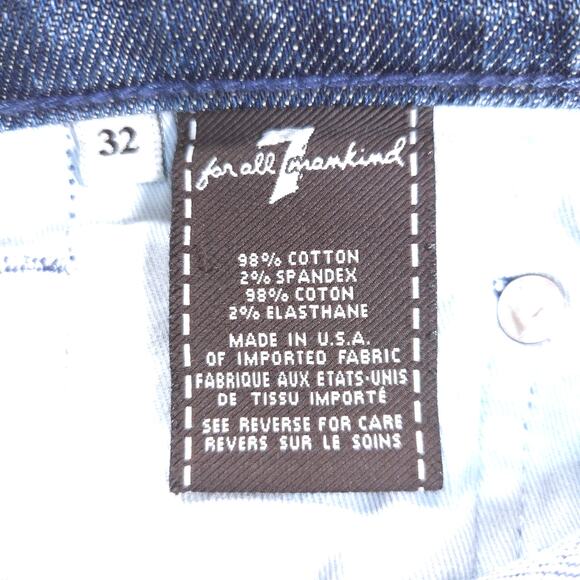 32
for all 7 mankind
98% COTTON
2% SPANDEX
98% COTON
2% ELASTHANE
MADE IN U.S.A.
OF IMPORTED FABRIC
FABRIQUE AUX ETATS-UNIS
DE TISSU IMPORTÉ
SEE REVERSE FOR CARE
REVERS SUR LE SOINS